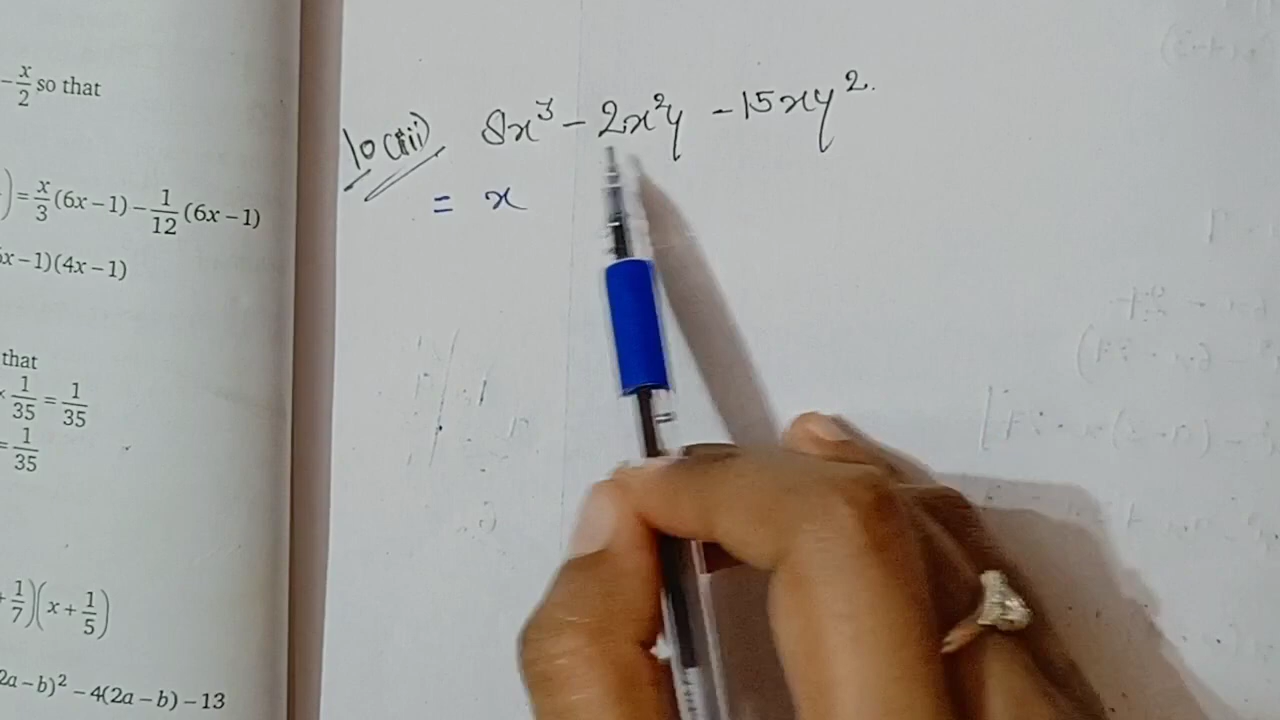 -x/2 so that
) = x/3 (6x - 1) - 1/12 (6x - 1)
x - 1)(4x - 1)
that
× 1/35 = 1/35
= 1/35
+ 1/7)(x + 1/5)
2a - b)² - 4(2a - b) - 13
10(iii) 8x³ - 2x²y - 15xy².
= x